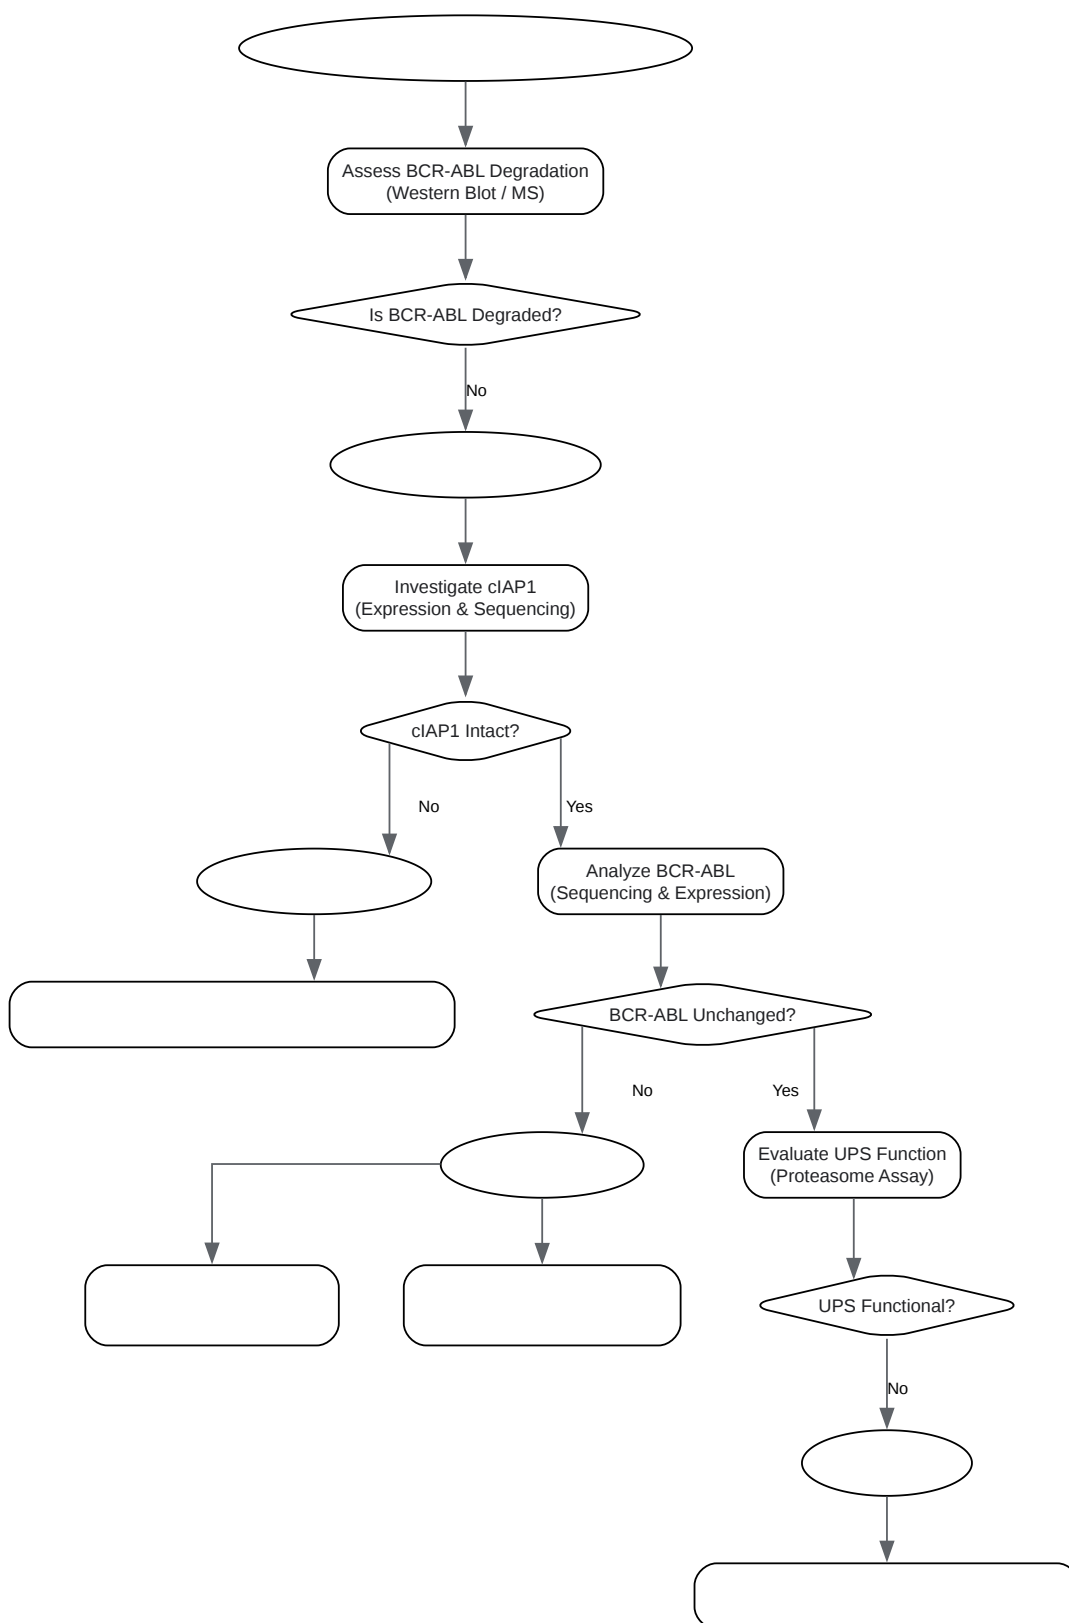 Assess BCR-ABL Degradation
(Western Blot / MS)
Is BCR-ABL Degraded?
No
Investigate cIAP1
(Expression & Sequencing)
cIAP1 Intact?
No
Yes
Analyze BCR-ABL
(Sequencing & Expression)
BCR-ABL Unchanged?
No
Yes
Evaluate UPS Function
(Proteasome Assay)
UPS Functional?
No